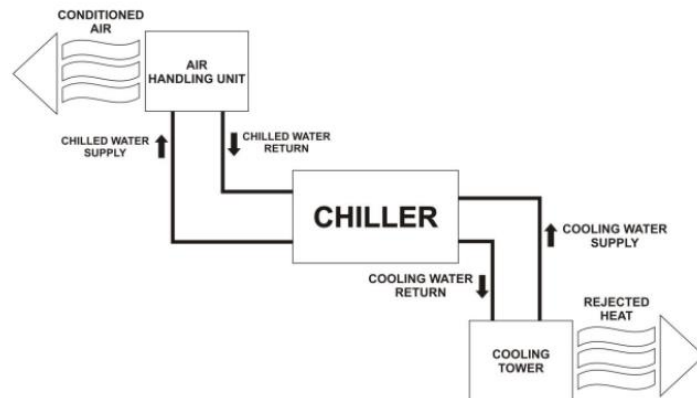 CONDITIONED
AIR
AIR
HANDLING UNIT
CHILLED WATER
SUPPLY
CHILLED WATER
RETURN
CHILLER
COOLING WATER
SUPPLY
COOLING WATER
RETURN
REJECTED
HEAT
COOLING
TOWER